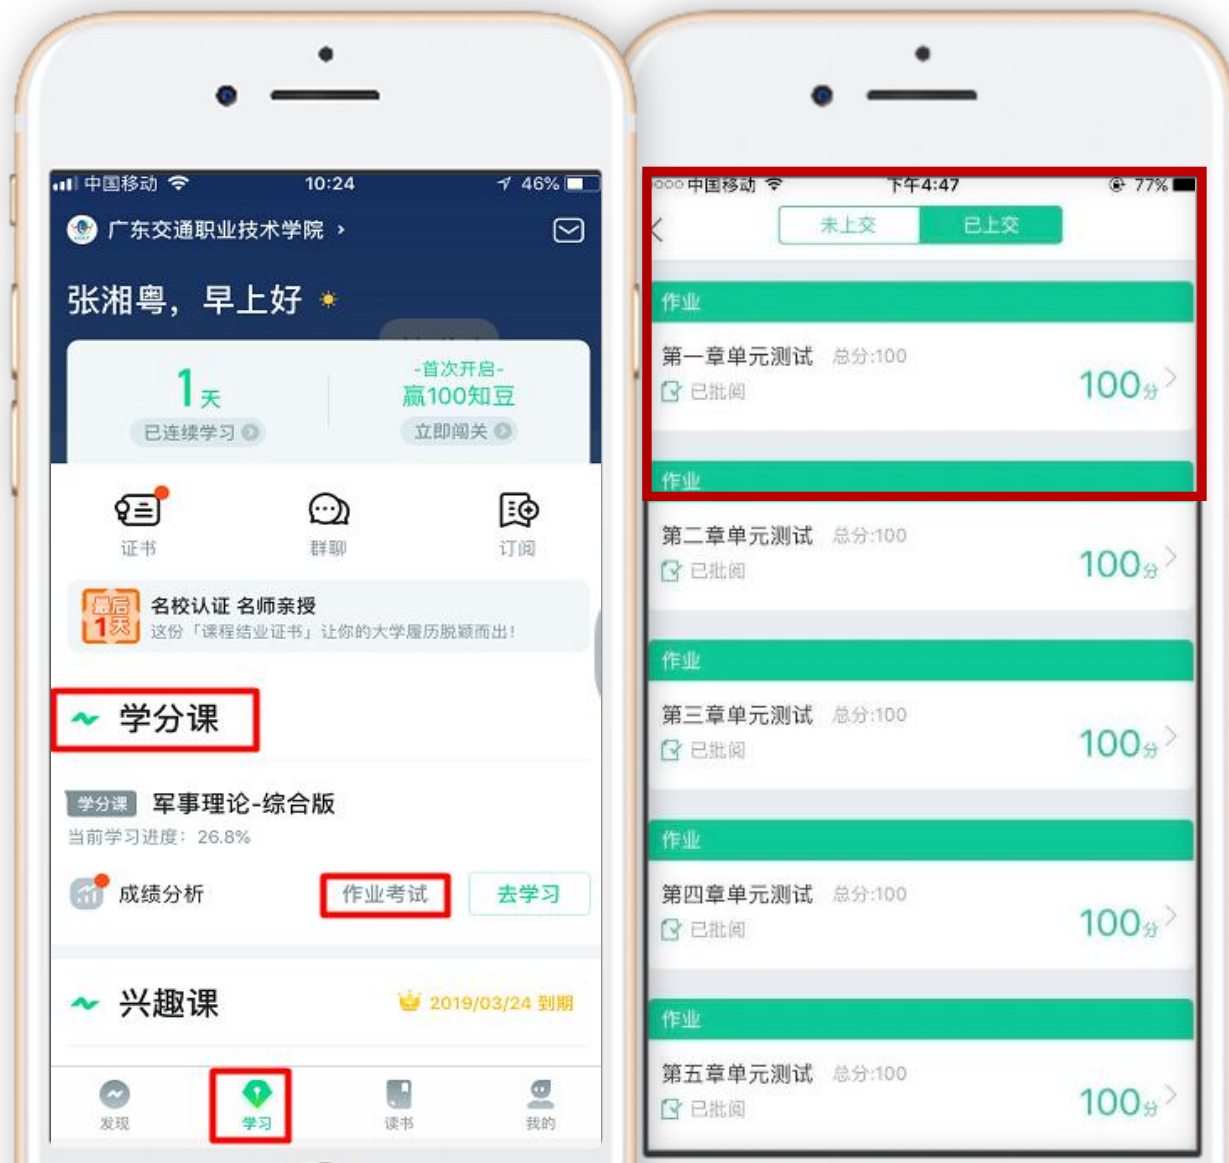 中国移动 10:24 46%
广东交通职业技术学院 ›
张湘粤，早上好
1天
已连续学习
-首次开启-
赢100知豆
立即闯关
证书 群聊 订阅
最后
1天
名校认证 名师亲授
这份「课程结业证书」让你的大学履历脱颖而出！
学分课
学分课 军事理论-综合版
当前学习进度：26.8%
成绩分析 作业考试 去学习
兴趣课 2019/03/24 到期
发现 学习 读书 我的
中国移动 下午4:47 77%
未上交 已上交
作业
第一章单元测试 总分:100
已批阅 100分
作业
第二章单元测试 总分:100
已批阅 100分
作业
第三章单元测试 总分:100
已批阅 100分
作业
第四章单元测试 总分:100
已批阅 100分
作业
第五章单元测试 总分:100
已批阅 100分